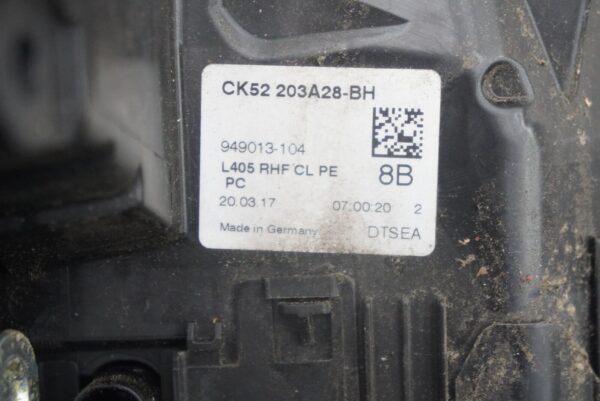 CK52 203A28-BH
949013-104
L405 RHF CL PE 8B
PC
20.03.17 07:00:20 2
Made in Germany DTSEA